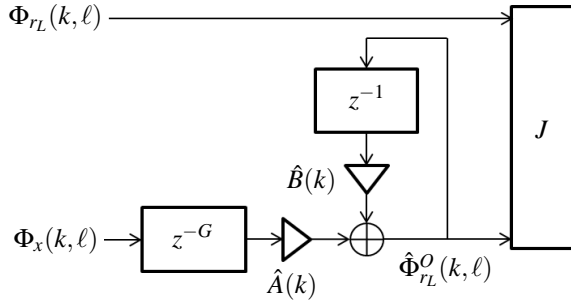 Φ_{r_L}(k,ℓ)
z^{−1}
J
B̂(k)
Φ_x(k,ℓ)
z^{−G}
Â(k)
Φ̂^O_{r_L}(k,ℓ)